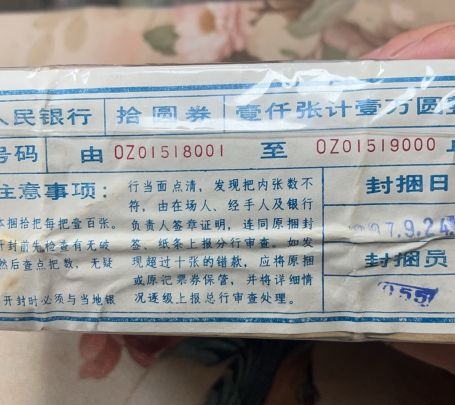 人民银行 拾圆券 壹仟张计壹万圆
号码 由 OZ01518001 至 OZ01519000
注意事项:
本捆拾把每把壹百张。
开封前先检查有无破
然后查点把数,无疑
开封时必须与当地银
行当面点清,发现把内张数不
符,由在场人、经手人及银行
负责人签章证明,连同原捆封
签、纸条上报分行审查。如发
现超过十张的错款,应将原捆
或原记票券保管,并将详细情
况逐级上报总行审查处理。
封捆日
97.9.24
封捆员
055